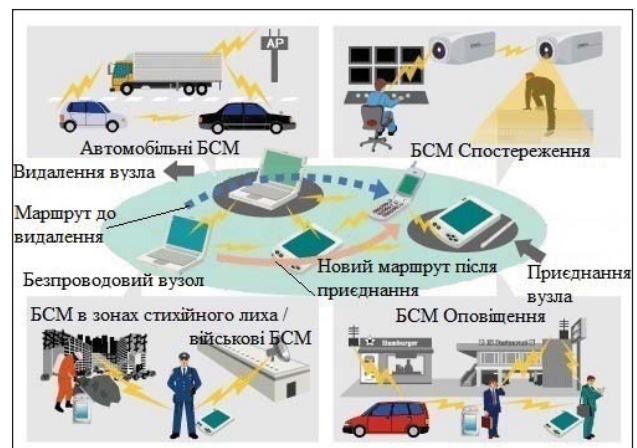 AP
Автомобільні БСМ
БСМ Спостереження
Видалення вузла
Маршрут до
видалення
Безпроводовий вузол
Новий маршрут після
приєднання
Приєднання
вузла
БСМ в зонах стихійного лиха /
військові БСМ
БСМ Оповіщення
Hamburger